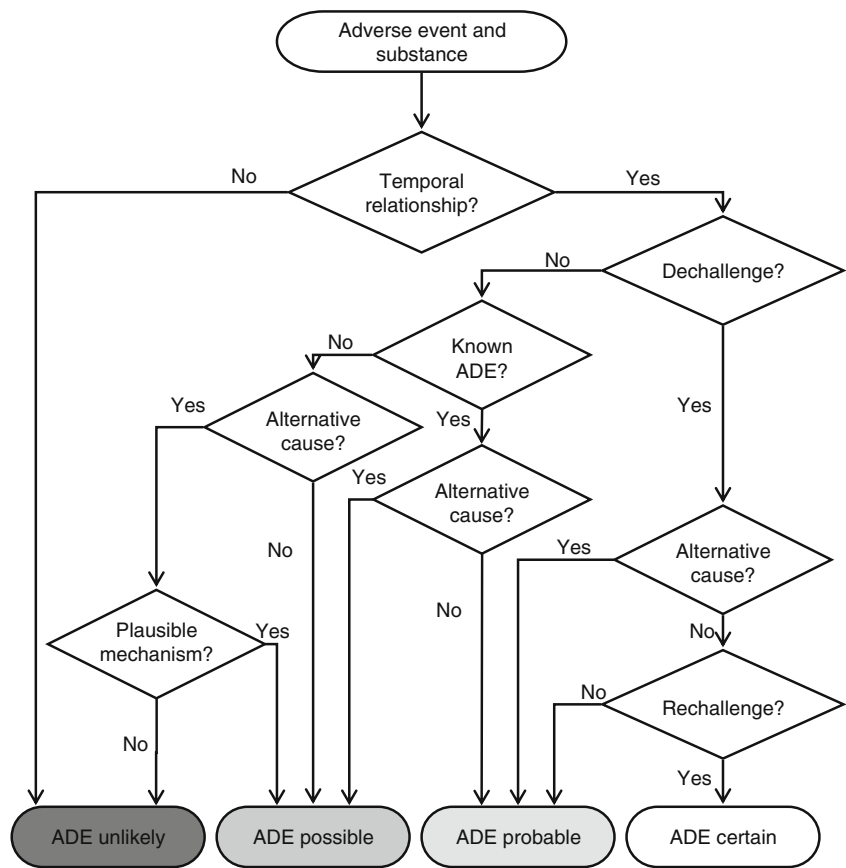 Adverse event and
substance
No
Temporal
relationship?
Yes
No
Dechallenge?
No
Known
ADE?
Yes
Alternative
cause?
Yes
Yes
Yes
Alternative
cause?
No
Yes
Alternative
cause?
No
Plausible
mechanism?
Yes
No
No
Rechallenge?
No
Yes
ADE unlikely
ADE possible
ADE probable
ADE certain